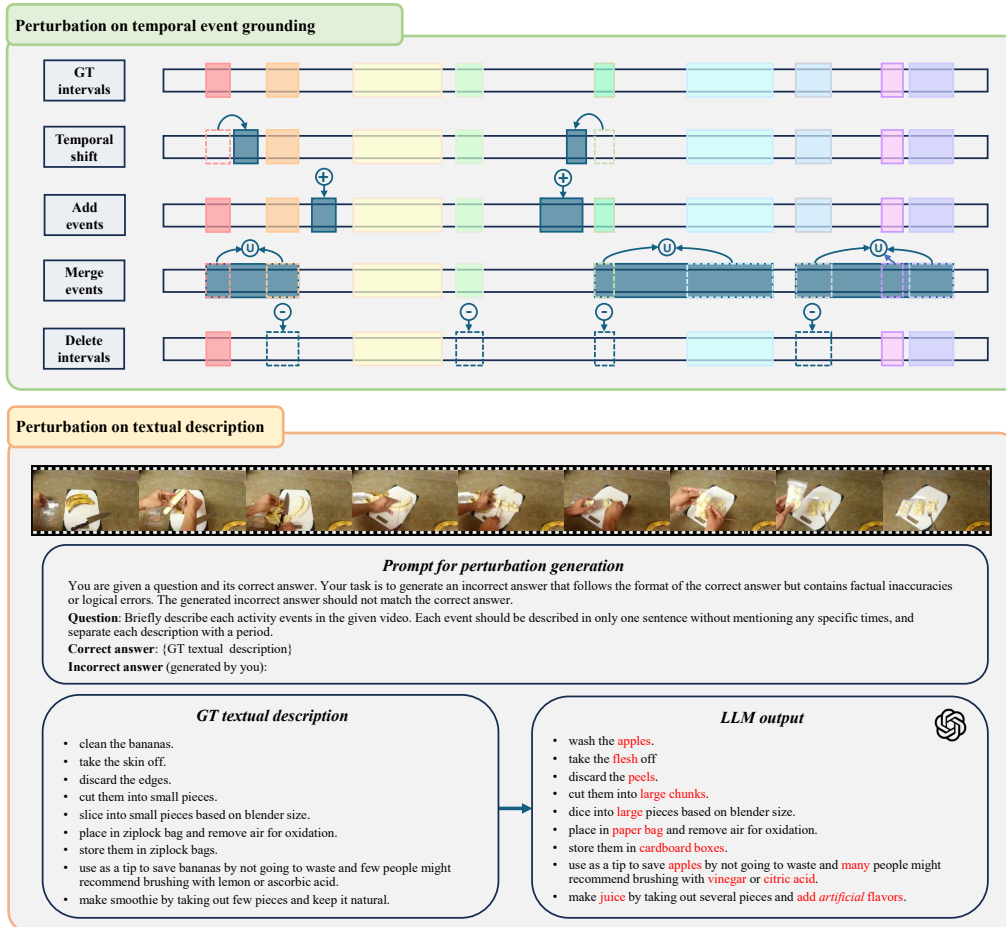 Perturbation on temporal event grounding
GT
intervals
Temporal
shift
+
+
Add
events
U
U
U
Merge
events
-
-
-
-
Delete
intervals
Perturbation on textual description
Prompt for perturbation generation
You are given a question and its correct answer. Your task is to generate an incorrect answer that follows the format of the correct answer but contains factual inaccuracies
or logical errors. The generated incorrect answer should not match the correct answer.
Question: Briefly describe each activity events in the given video. Each event should be described in only one sentence without mentioning any specific times, and
separate each description with a period.
Correct answer: {GT textual description}
Incorrect answer (generated by you):
GT textual description
• clean the bananas.
• take the skin off.
• discard the edges.
• cut them into small pieces.
• slice into small pieces based on blender size.
• place in ziplock bag and remove air for oxidation.
• store them in ziplock bags.
• use as a tip to save bananas by not going to waste and few people might
recommend brushing with lemon or ascorbic acid.
• make smoothie by taking out few pieces and keep it natural.
LLM output
• wash the apples.
• take the flesh off
• discard the peels.
• cut them into large chunks.
• dice into large pieces based on blender size.
• place in paper bag and remove air for oxidation.
• store them in cardboard boxes.
• use as a tip to save apples by not going to waste and many people might
recommend brushing with vinegar or citric acid.
• make juice by taking out several pieces and add artificial flavors.